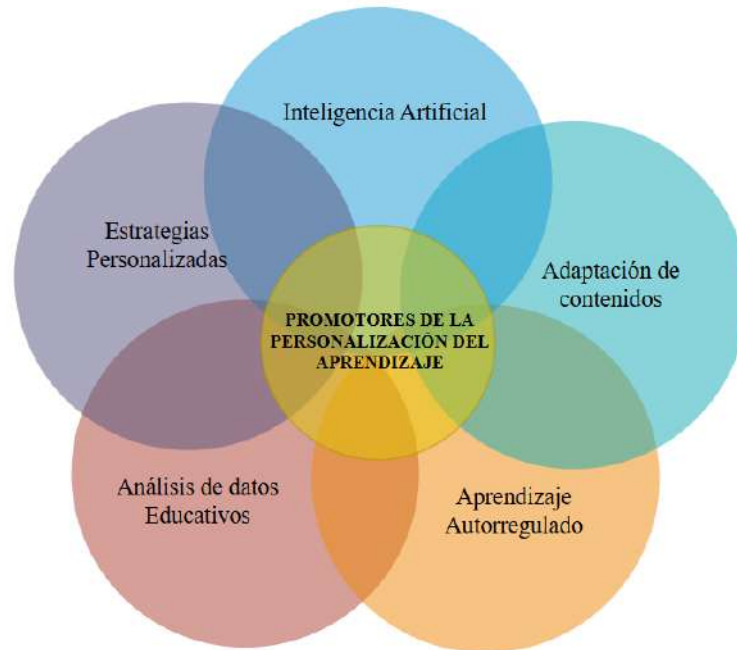 Inteligencia Artificial
Estrategias
Personalizadas
Adaptación de
contenidos
PROMOTORES DE LA
PERSONALIZACIÓN DEL
APRENDIZAJE
Análisis de datos
Educativos
Aprendizaje
Autorregulado